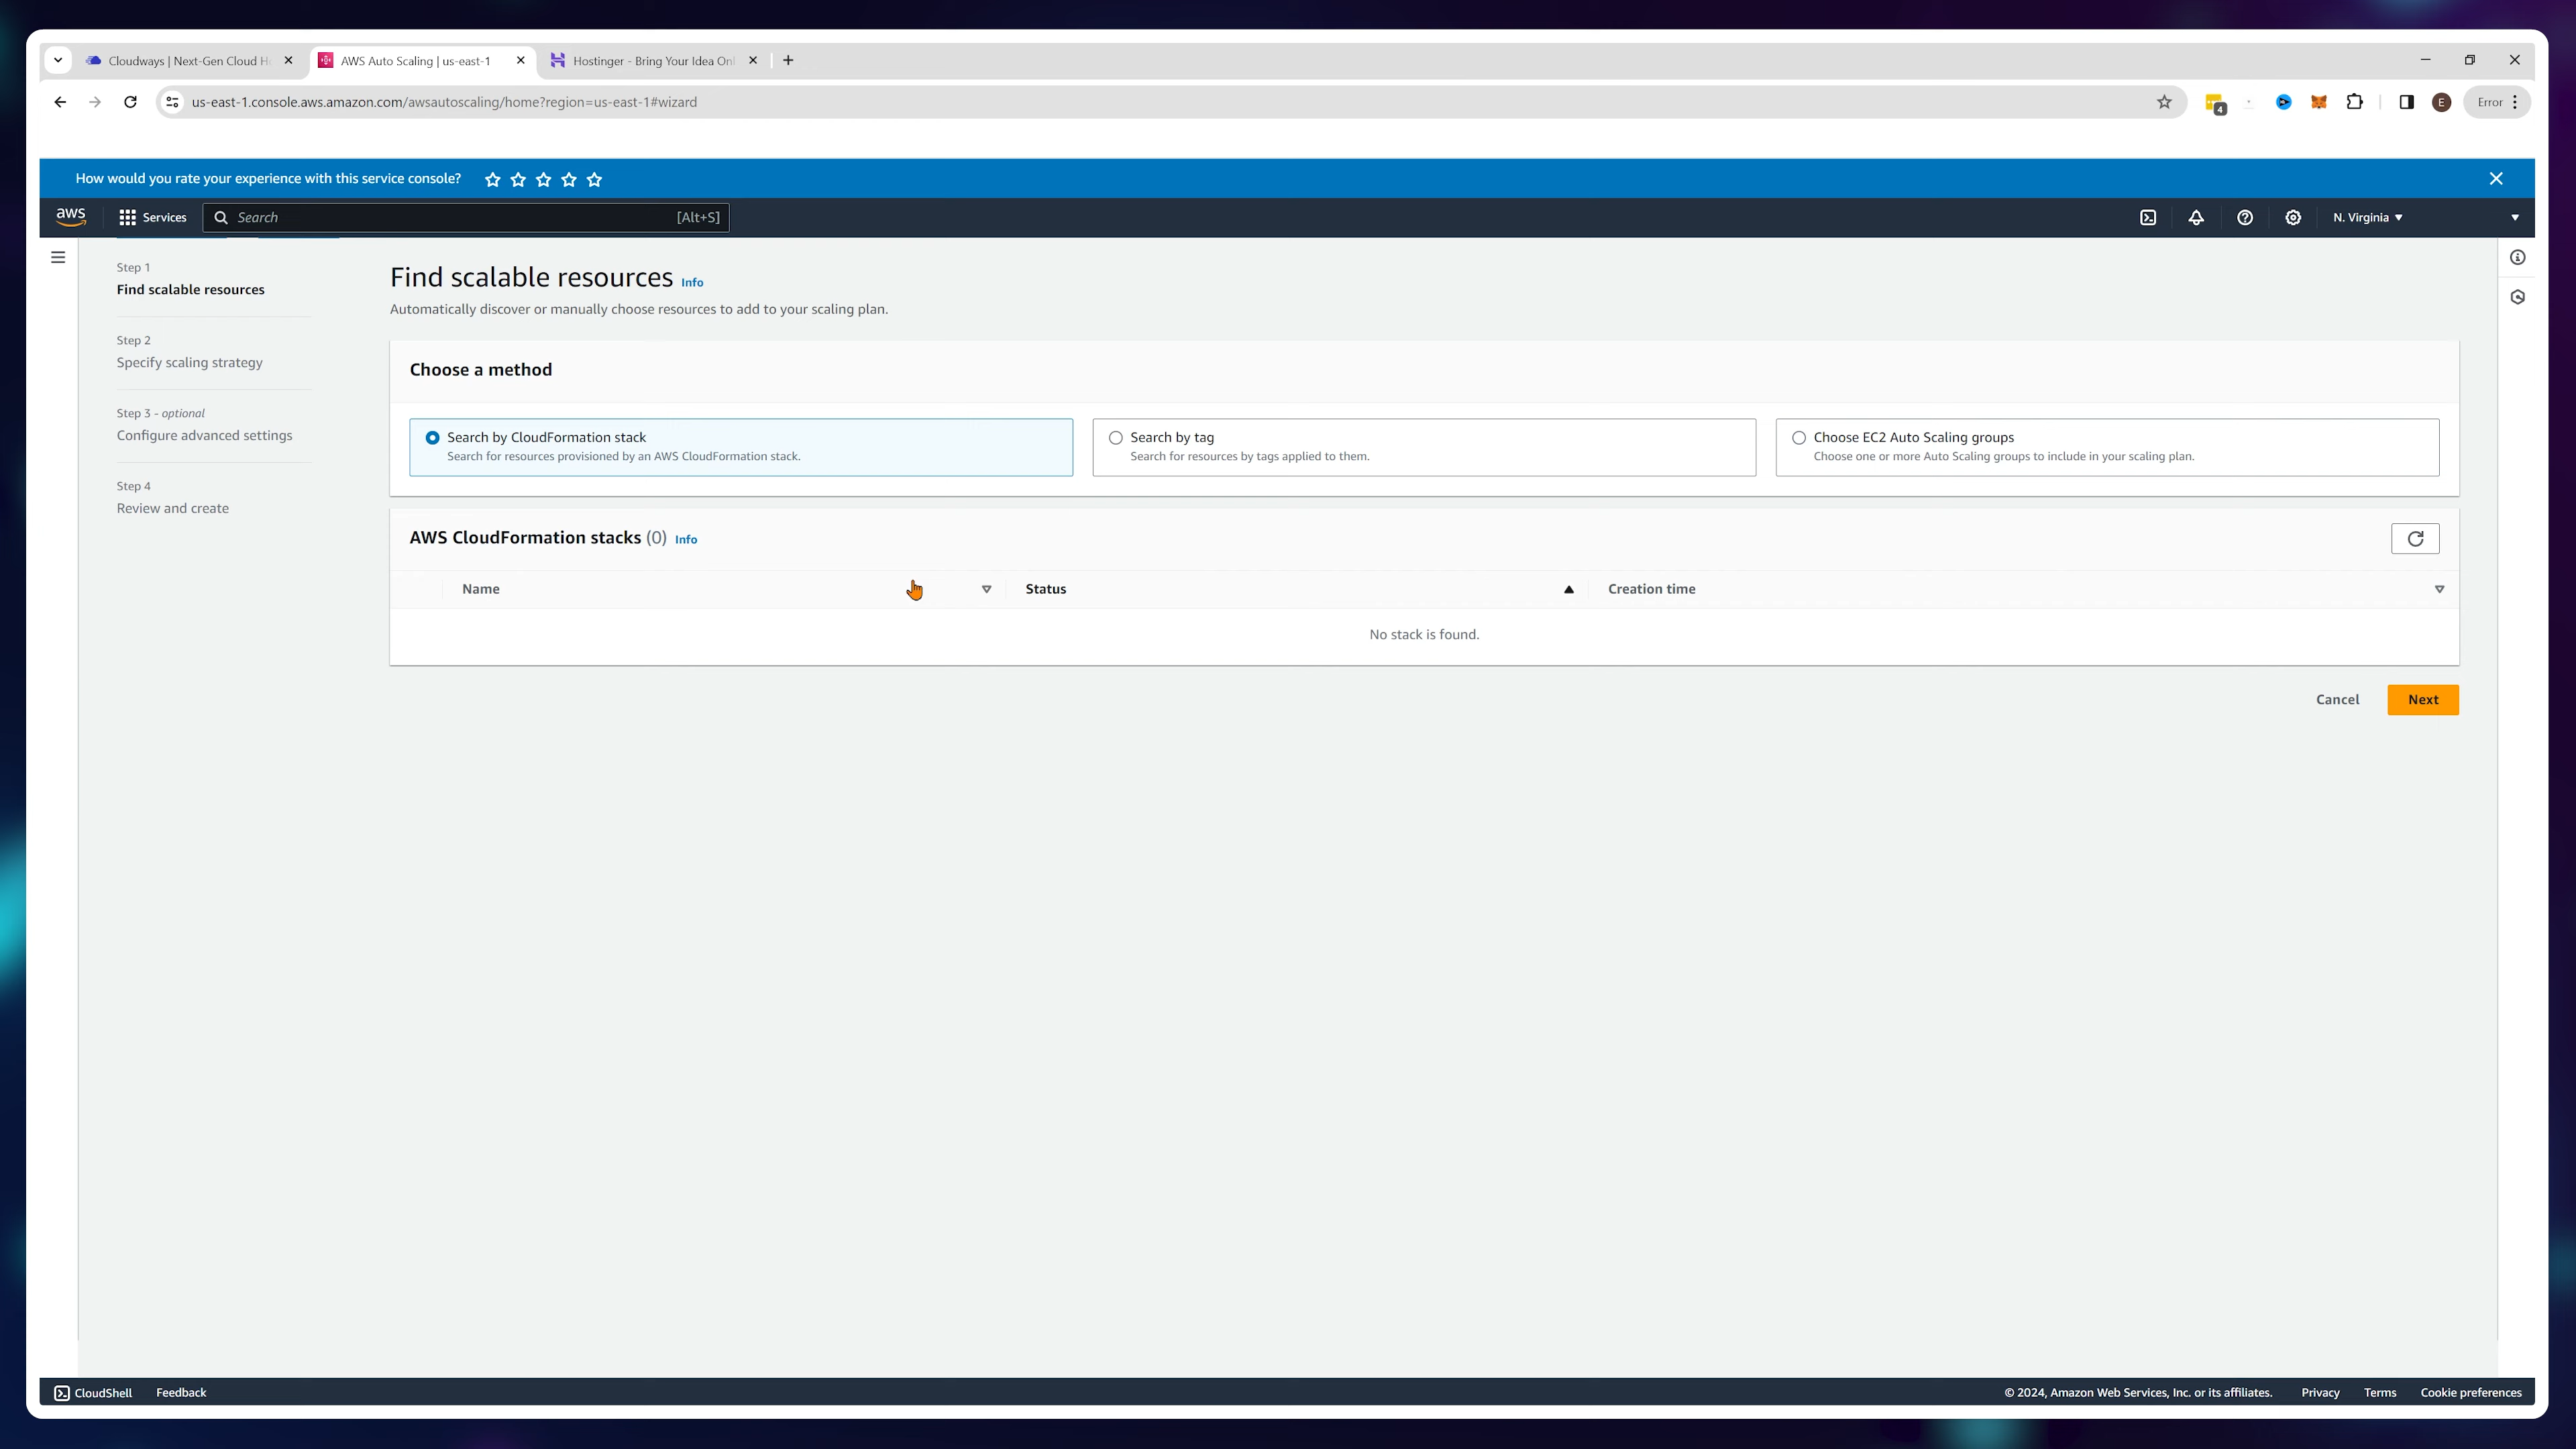 Cloudways | Next-Gen Cloud H
AWS Auto Scaling | us-east-1
Hostinger - Bring Your Idea Onl
us-east-1.console.aws.amazon.com/awsautoscaling/home?region=us-east-1#wizard
4
E
Error
How would you rate your experience with this service console?
aws
Services
Search
[Alt+S]
N. Virginia
Step 1
Find scalable resources
Step 2
Specify scaling strategy
Step 3 - optional
Configure advanced settings
Step 4
Review and create
Find scalable resources Info
Automatically discover or manually choose resources to add to your scaling plan.
Choose a method
Search by CloudFormation stack
Search for resources provisioned by an AWS CloudFormation stack.
Search by tag
Search for resources by tags applied to them.
Choose EC2 Auto Scaling groups
Choose one or more Auto Scaling groups to include in your scaling plan.
AWS CloudFormation stacks (0) Info
Name
Status
Creation time
No stack is found.
Cancel
Next
CloudShell
Feedback
© 2024, Amazon Web Services, Inc. or its affiliates.
Privacy
Terms
Cookie preferences